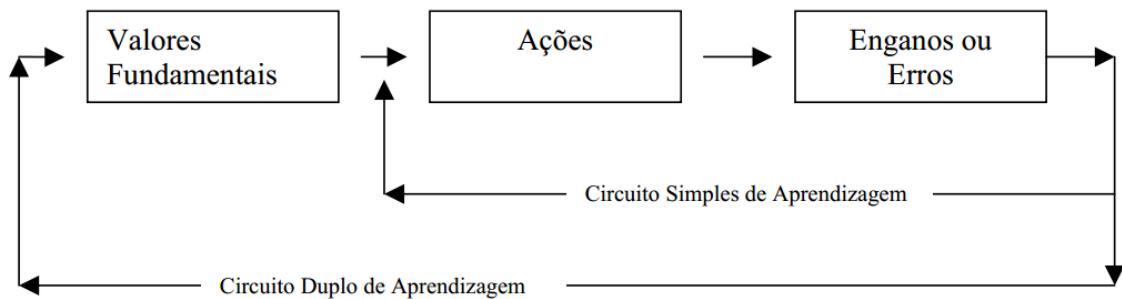 Valores
Fundamentais
Ações
Enganos ou
Erros
Circuito Simples de Aprendizagem
Circuito Duplo de Aprendizagem